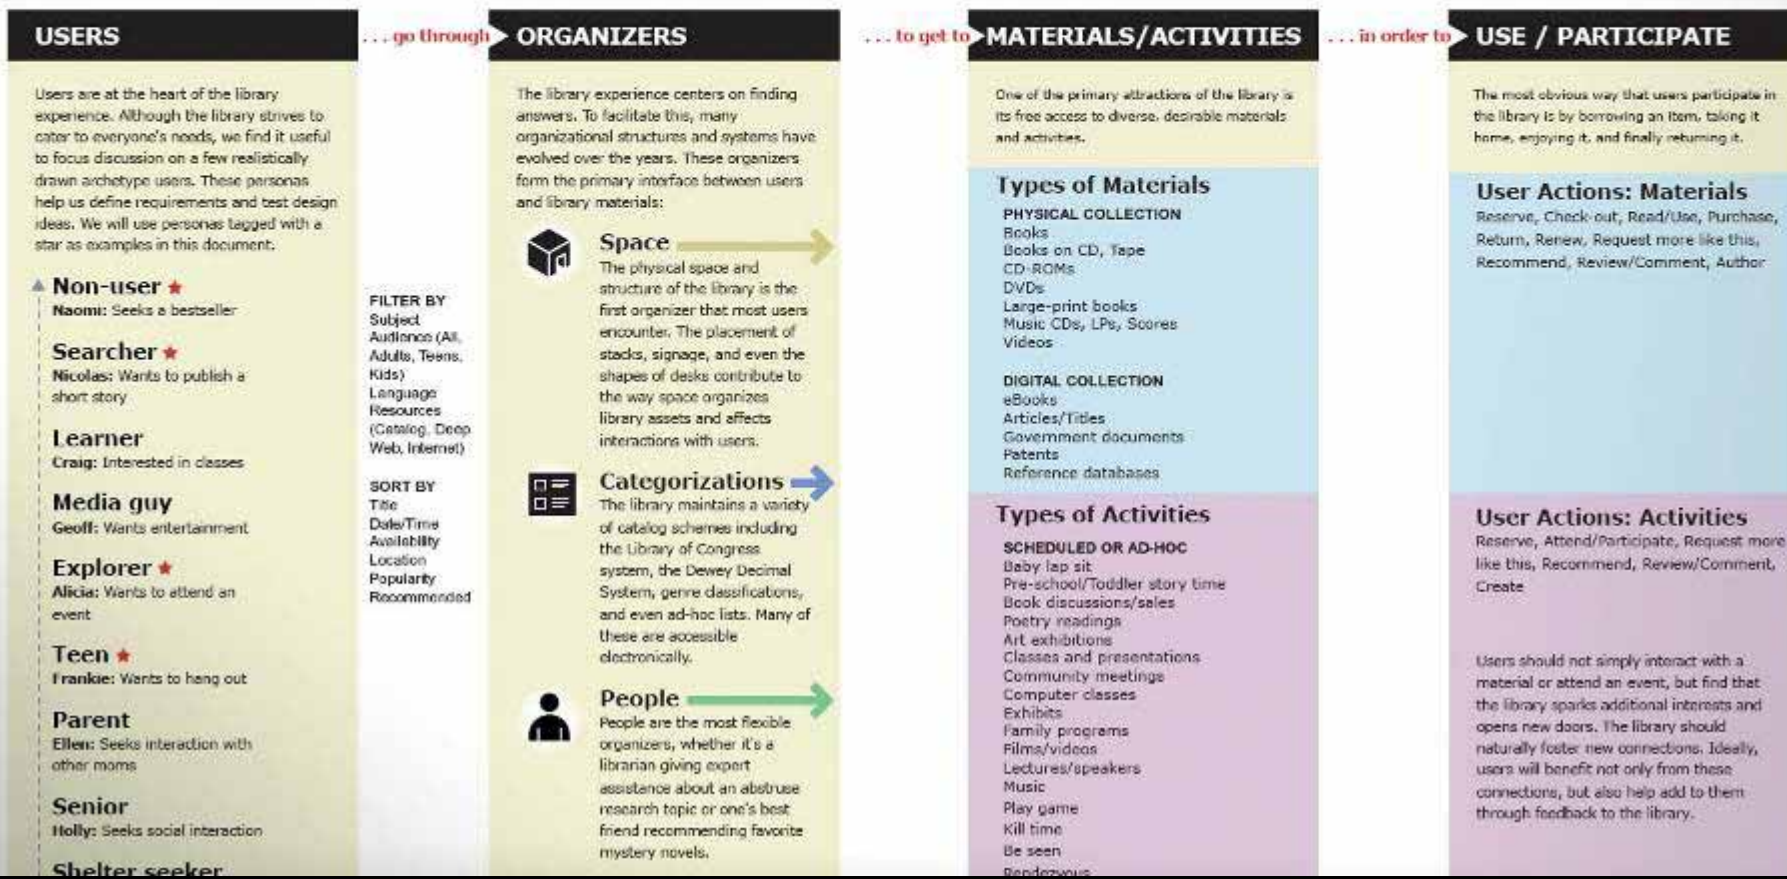 USERS
. . . go through
ORGANIZERS
. . . to get to
MATERIALS/ACTIVITIES
. . . in order to
USE / PARTICIPATE
Users are at the heart of the library
experience. Although the library strives to
cater to everyone's needs, we find it useful
to focus discussion on a few realistically
drawn archetype users. These personas
help us define requirements and test design
ideas. We will use personas tagged with a
star as examples in this document.
Non-user
Naomi: Seeks a bestseller
Searcher
Nicolas: Wants to publish a
short story
Learner
Craig: Interested in classes
Media guy
Geoff: Wants entertainment
Explorer
Alicia: Wants to attend an
event
Teen
Frankie: Wants to hang out
Parent
Ellen: Seeks interaction with
other moms
Senior
Holly: Seeks social interaction
Shelter seeker
FILTER BY
Subject
Audience (All,
Adults, Teens,
Kids)
Language
Resources
(Catalog, Deep
Web, Internet)
SORT BY
Title
Date/Time
Availability
Location
Popularity
Recommended
The library experience centers on finding
answers. To facilitate this, many
organizational structures and systems have
evolved over the years. These organizers
form the primary interface between users
and library materials:
Space
The physical space and
structure of the library is the
first organizer that most users
encounter. The placement of
stacks, signage, and even the
shapes of desks contribute to
the way space organizes
library assets and affects
interactions with users.
Categorizations
The library maintains a variety
of catalog schemes including
the Library of Congress
system, the Dewey Decimal
System, genre classifications,
and even ad-hoc lists. Many of
these are accessible
electronically.
People
People are the most flexible
organizers, whether it's a
librarian giving expert
assistance about an abstruse
research topic or one's best
friend recommending favorite
mystery novels.
One of the primary attractions of the library is
its free access to diverse, desirable materials
and activities.
Types of Materials
PHYSICAL COLLECTION
Books
Books on CD, Tape
CD-ROMs
DVDs
Large-print books
Music CDs, LPs, Scores
Videos
DIGITAL COLLECTION
eBooks
Articles/Titles
Government documents
Patents
Reference databases
Types of Activities
SCHEDULED OR AD-HOC
Baby lap sit
Pre-school/Toddler story time
Book discussions/sales
Poetry readings
Art exhibitions
Classes and presentations
Community meetings
Computer classes
Exhibits
Family programs
Films/videos
Lectures/speakers
Music
Play game
Kill time
Be seen
Rendezvous
The most obvious way that users participate in
the library is by borrowing an item, taking it
home, enjoying it, and finally returning it.
User Actions: Materials
Reserve, Check-out, Read/Use, Purchase,
Return, Renew, Request more like this,
Recommend, Review/Comment, Author
User Actions: Activities
Reserve, Attend/Participate, Request more
like this, Recommend, Review/Comment,
Create
Users should not simply interact with a
material or attend an event, but find that
the library sparks additional interests and
opens new doors. The library should
naturally foster new connections. Ideally,
users will benefit not only from these
connections, but also help add to them
through feedback to the library.